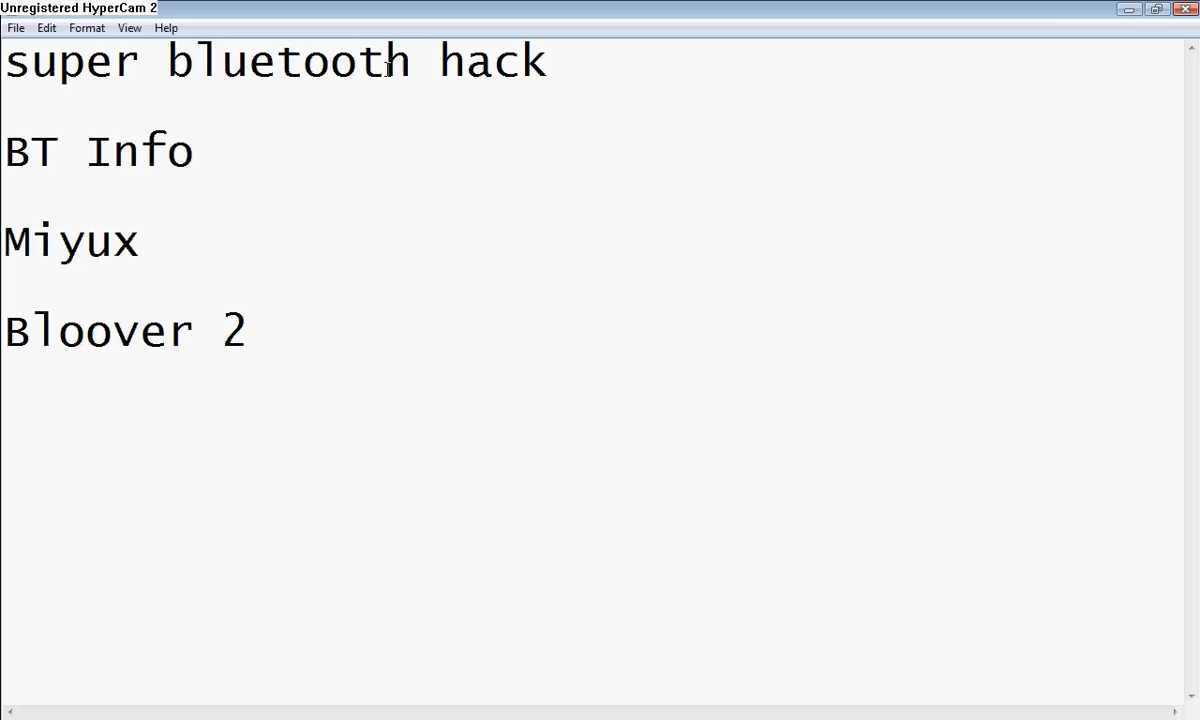 Unregistered HyperCam 2
File Edit Format View Help
super bluetooth hack
BT Info
Miyux
Bloover 2